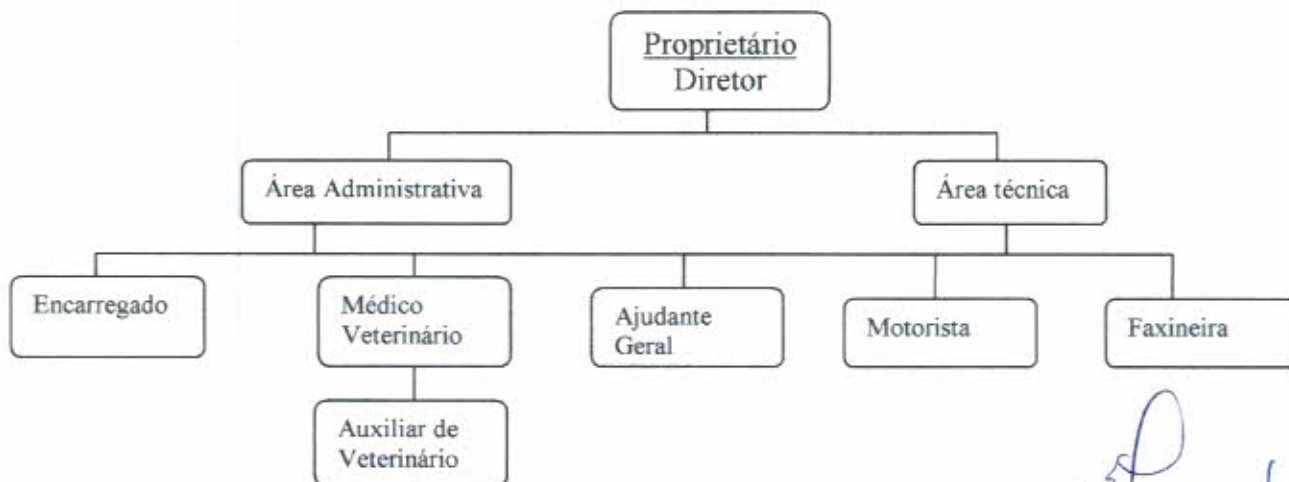 Proprietário
Diretor
Área Administrativa
Área técnica
Encarregado
Médico
Veterinário
Ajudante
Geral
Motorista
Faxineira
Auxiliar de
Veterinário